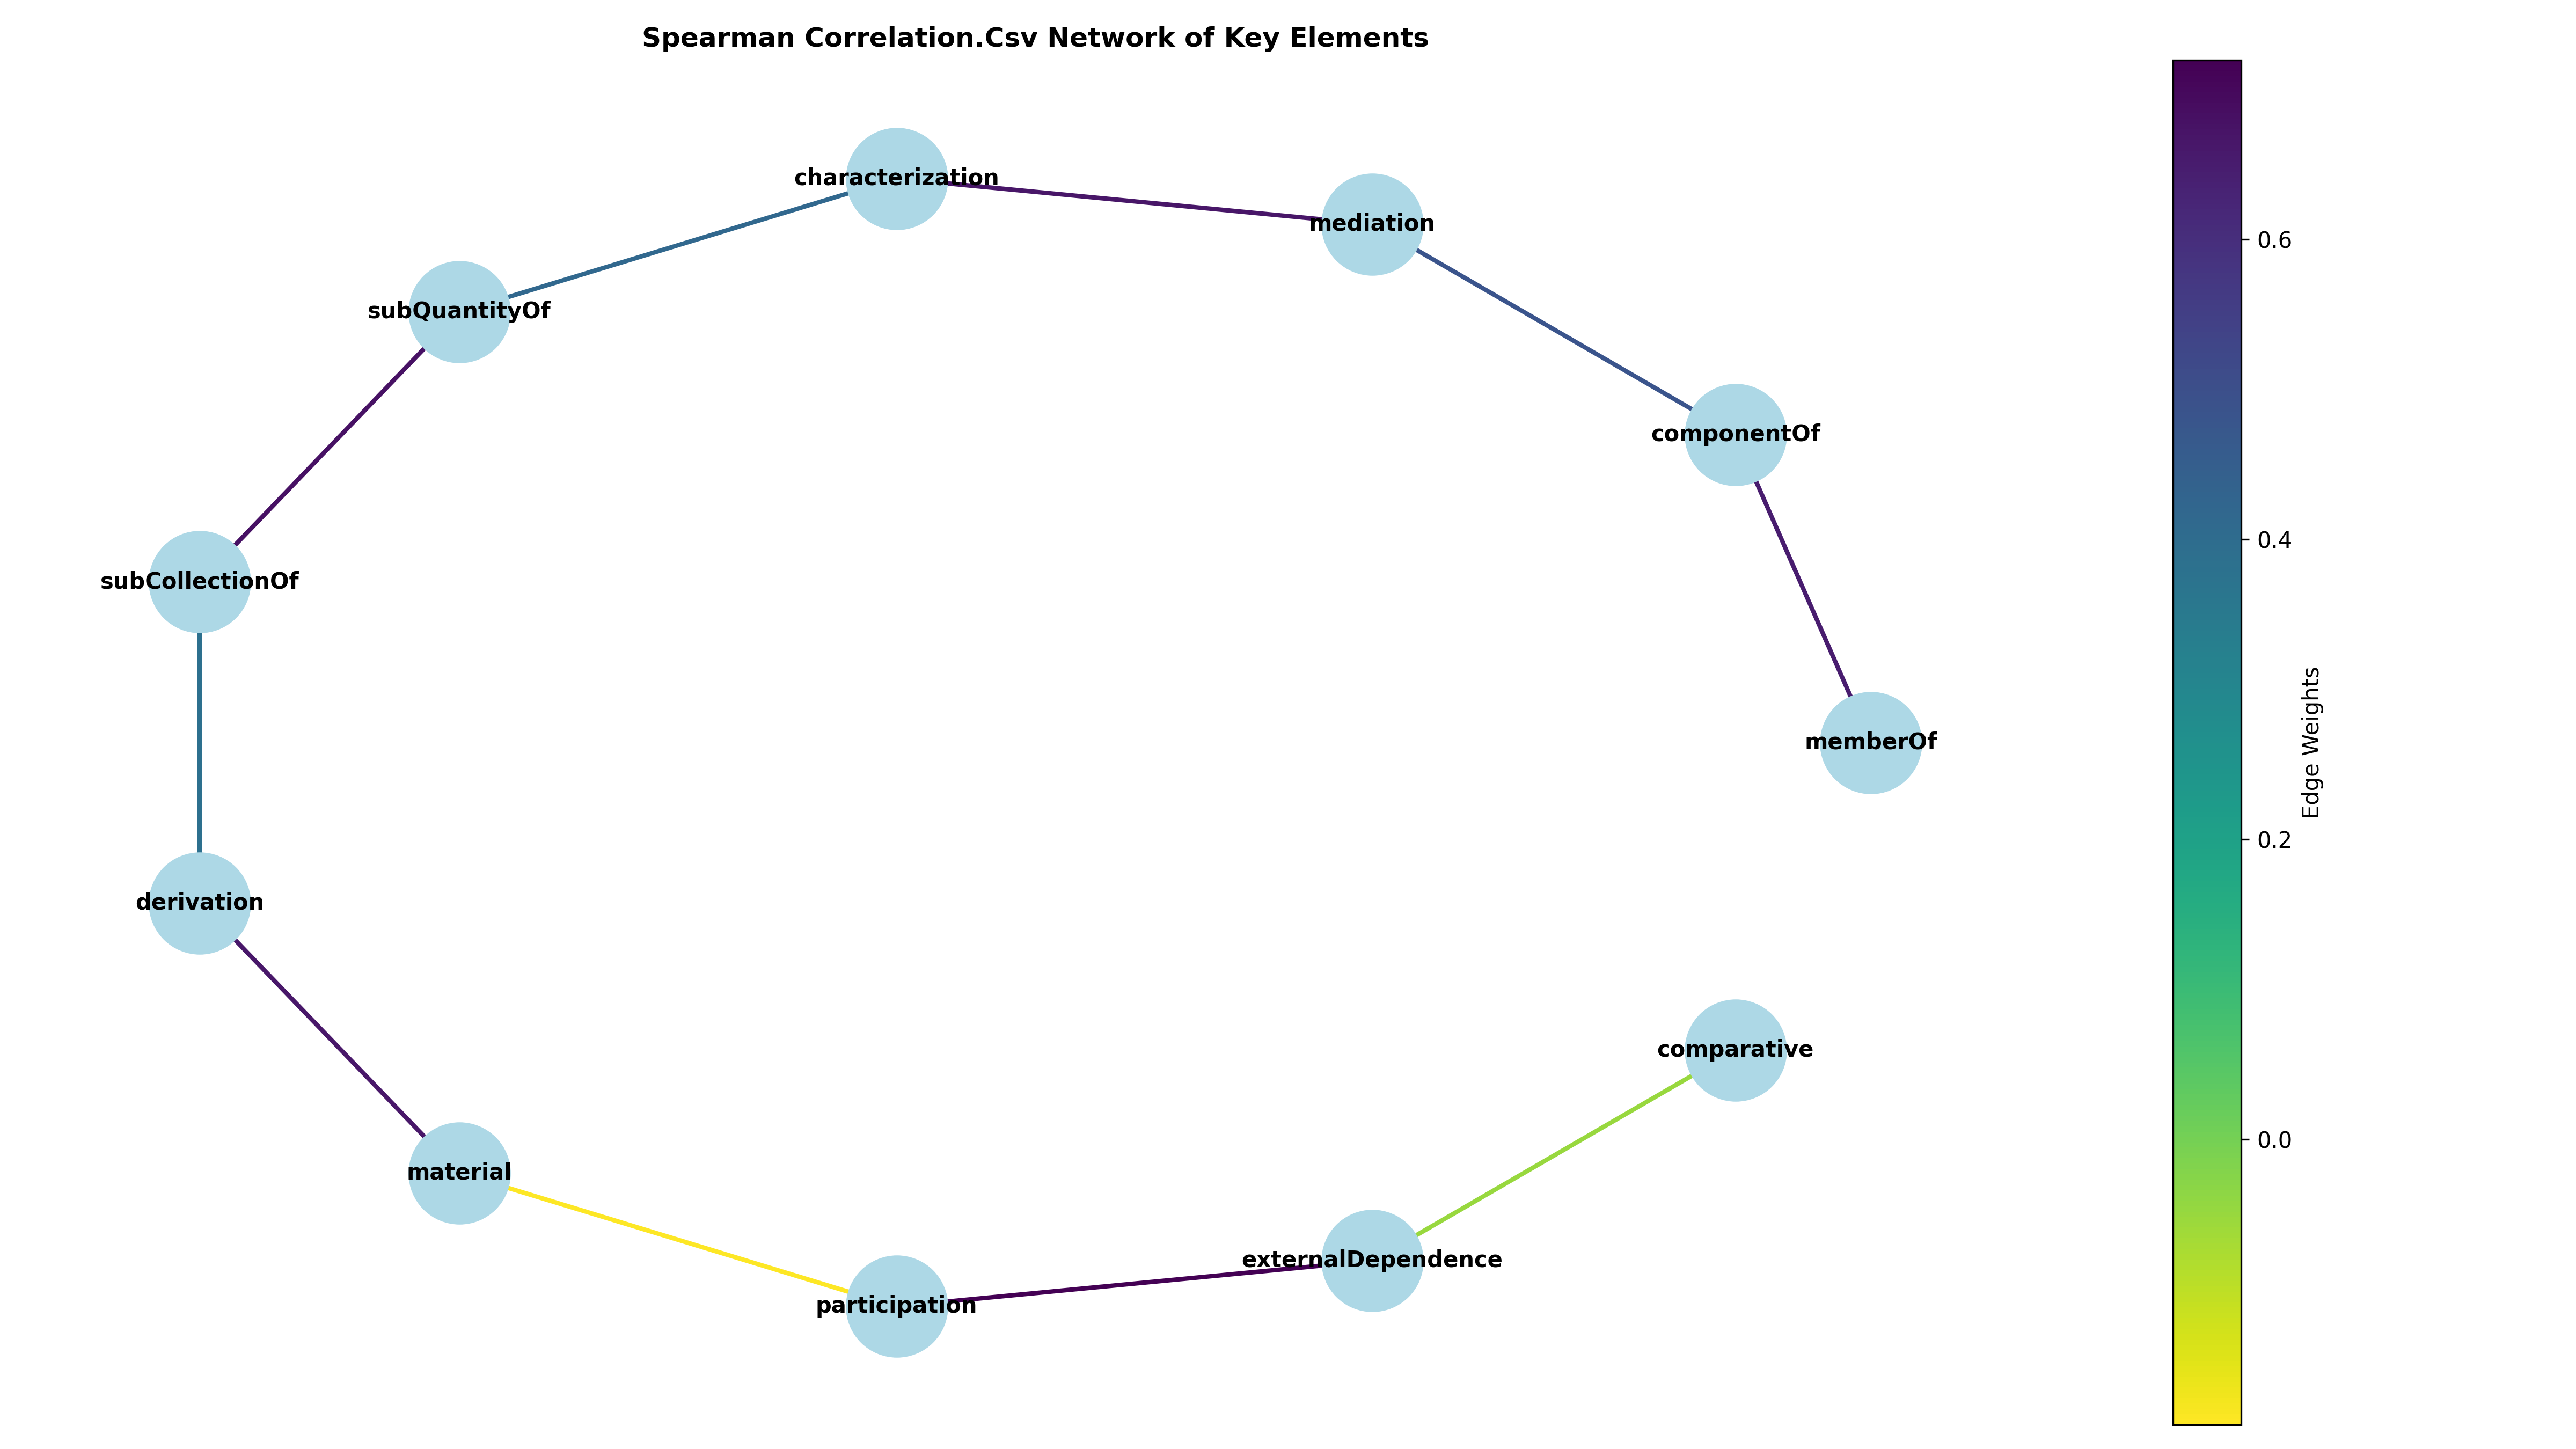 Spearman Correlation.Csv Network of Key Elements
characterization
mediation
subQuantityOf
componentOf
subCollectionOf
memberOf
derivation
comparative
material
externalDependence
participation
0.6
0.4
0.2
0.0
Edge Weights